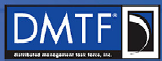 DMTF
distributed management task force, inc.